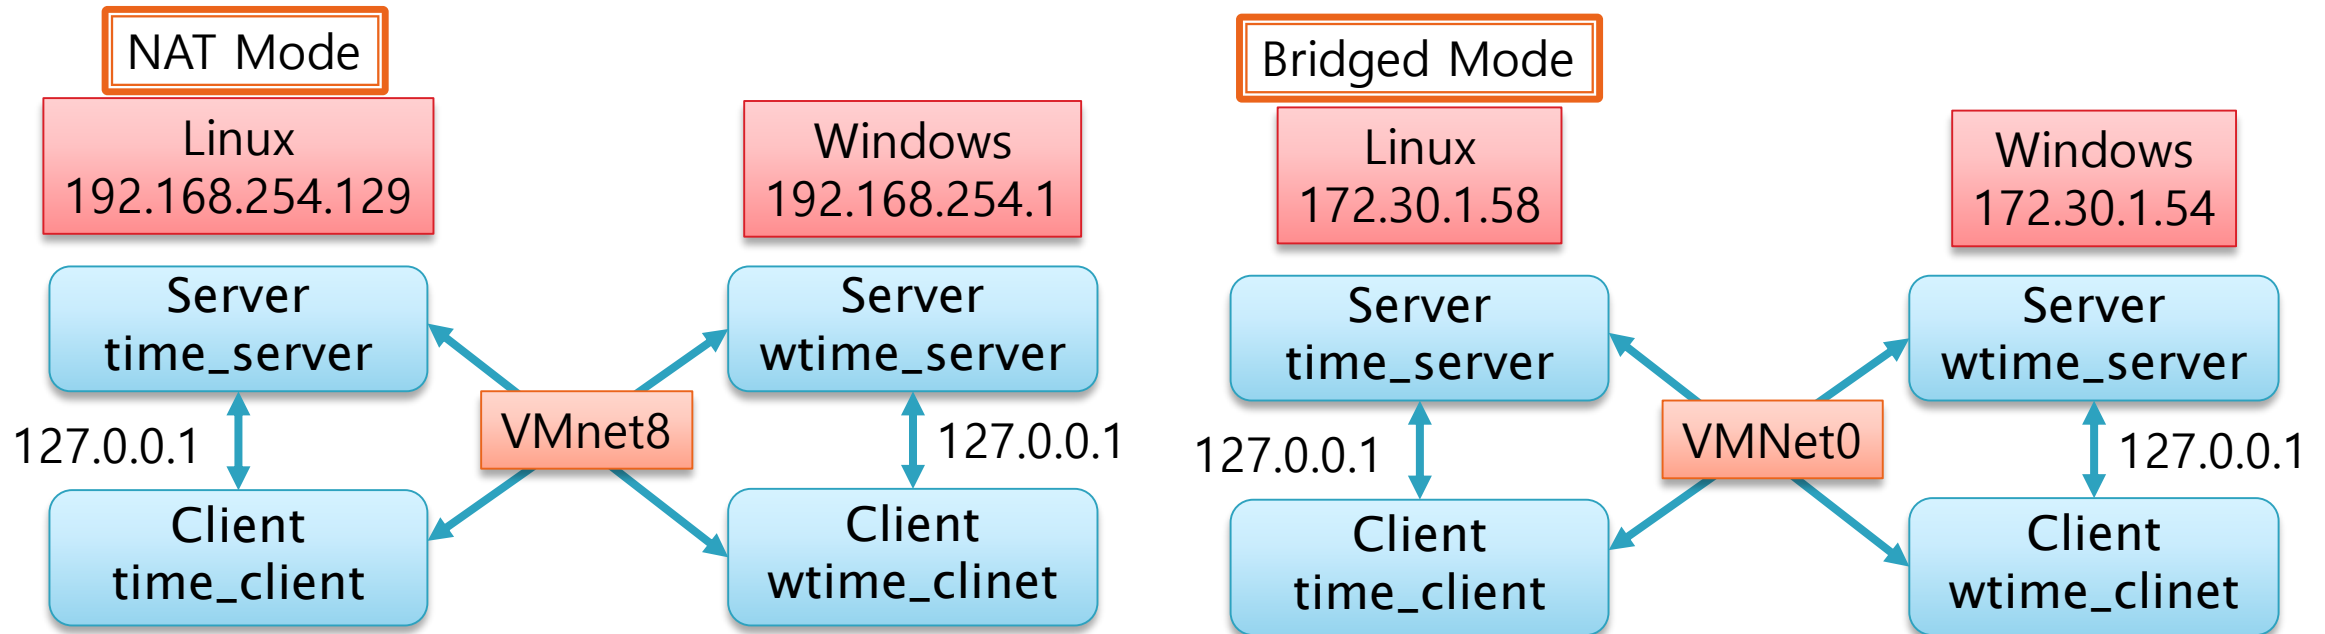 NAT Mode
Linux
192.168.254.129
Windows
192.168.254.1
Server
time_server
Server
wtime_server
VMnet8
127.0.0.1
127.0.0.1
Client
time_client
Client
wtime_clinet
Bridged Mode
Linux
172.30.1.58
Windows
172.30.1.54
Server
time_server
Server
wtime_server
VMNet0
127.0.0.1
127.0.0.1
Client
time_client
Client
wtime_clinet